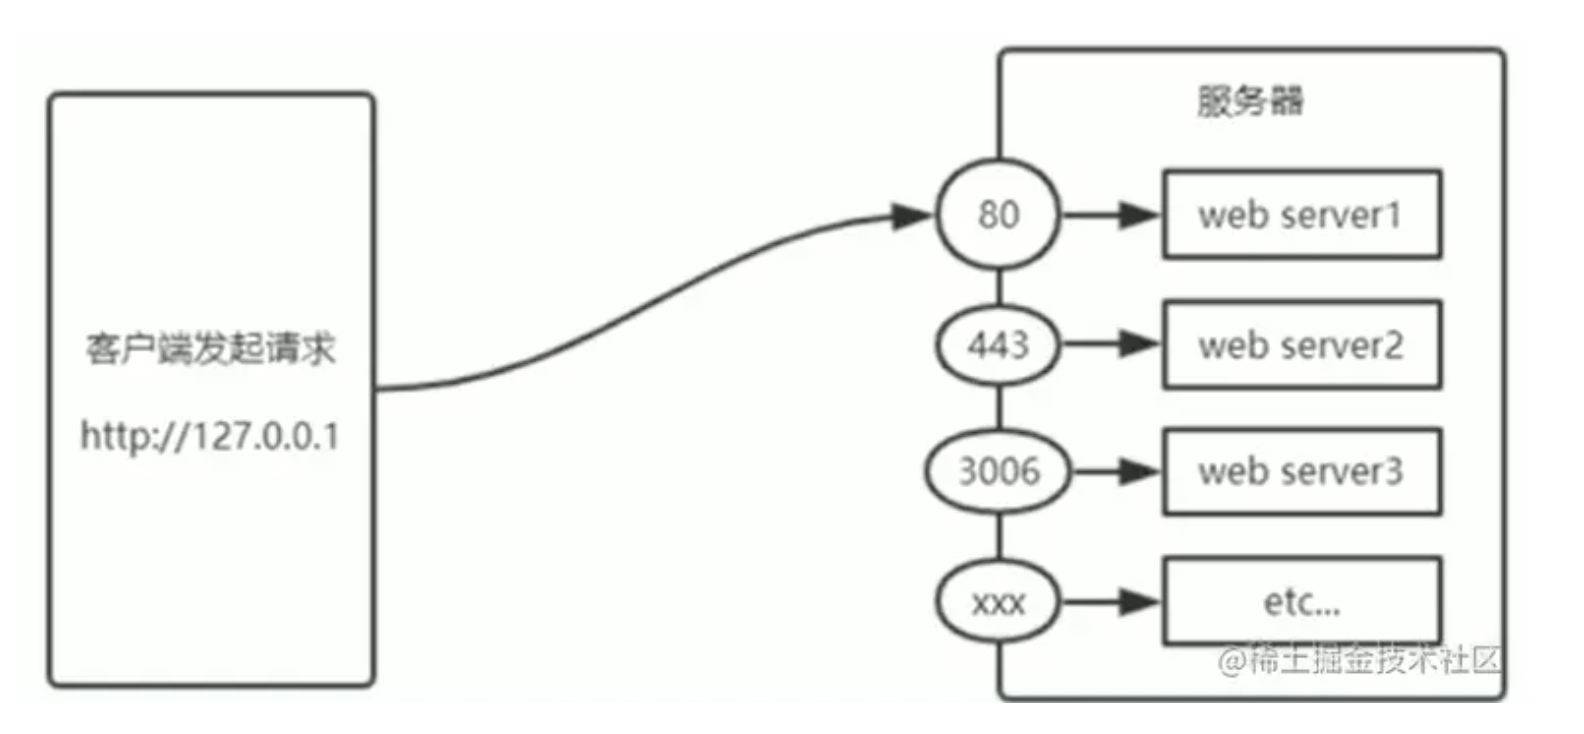 服务器
80
web server1
客户端发起请求
443
web server2
http://127.0.0.1
3006
web server3
xxx
etc...
@稀土掘金技术社区